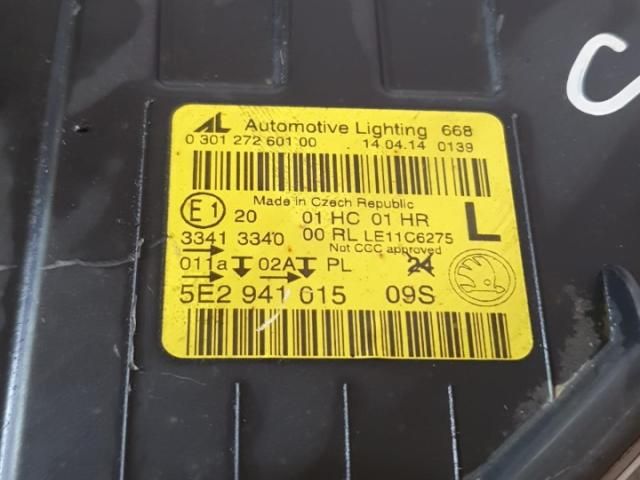 AL Automotive Lighting 668
0 301 272 601 00 14 04.14 0139
Made in Czech Republic
E1 20 01 HC 01 HR L
3341 3340 00 RL LE11C6275
Not CCC approved
011a 02A PL 24
5E2 941 015 09S